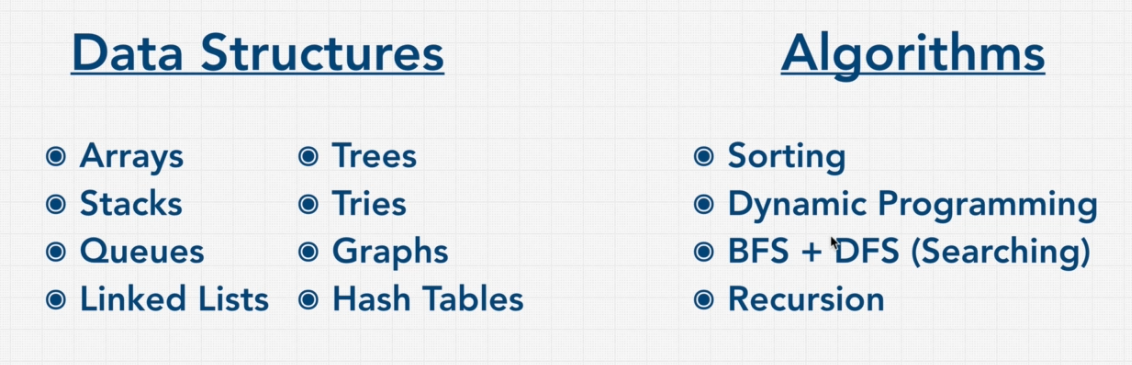 Data Structures
Arrays
Stacks
Queues
Linked Lists
Trees
Tries
Graphs
Hash Tables
Algorithms
Sorting
Dynamic Programming
BFS + DFS (Searching)
Recursion